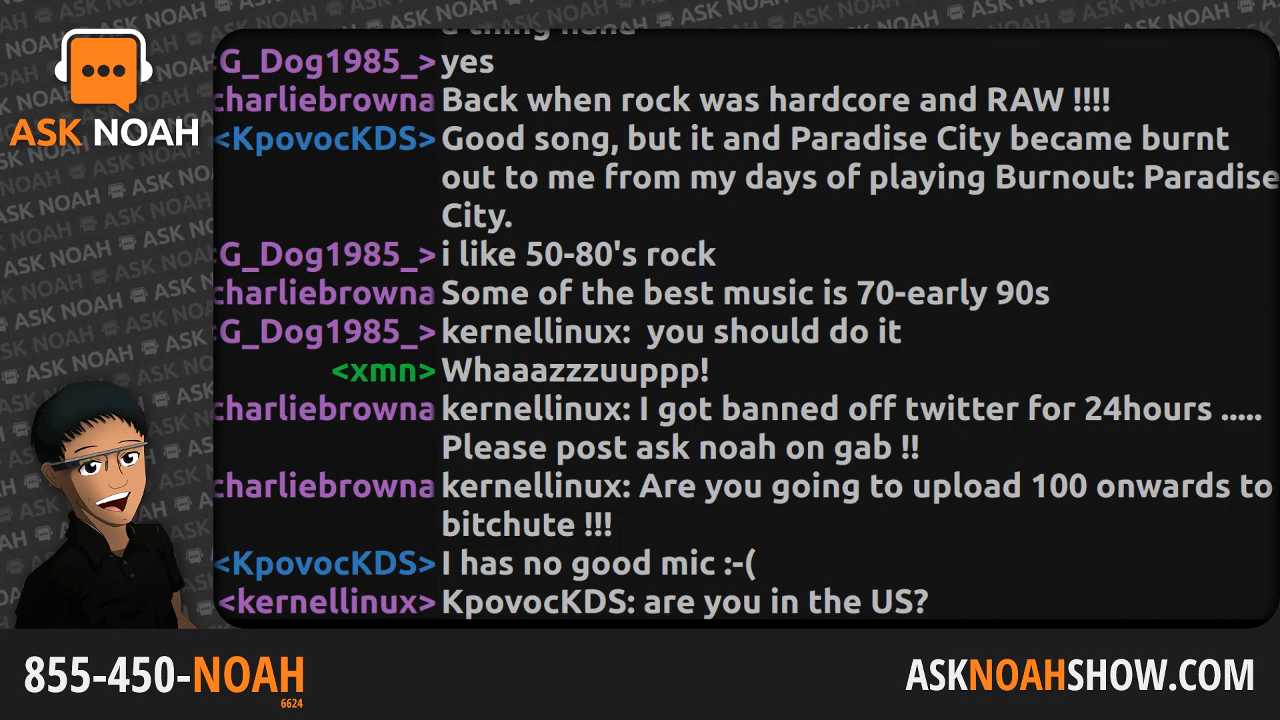 ASK NOAH
G_Dog1985_> yes
charliebrowna Back when rock was hardcore and RAW !!!!
<KpovocKDS> Good song, but it and Paradise City became burnt
out to me from my days of playing Burnout: Paradise
City.
G_Dog1985_> i like 50-80's rock
charliebrowna Some of the best music is 70-early 90s
G_Dog1985_> kernellinux:  you should do it
<xmn> Whaaazzzuuppp!
charliebrowna kernellinux: I got banned off twitter for 24hours .....
Please post ask noah on gab !!
charliebrowna kernellinux: Are you going to upload 100 onwards to
bitchute !!!
<KpovocKDS> I has no good mic :-(
<kernellinux> KpovocKDS: are you in the US?
855-450-NOAH
6624
ASKNOAHSHOW.COM